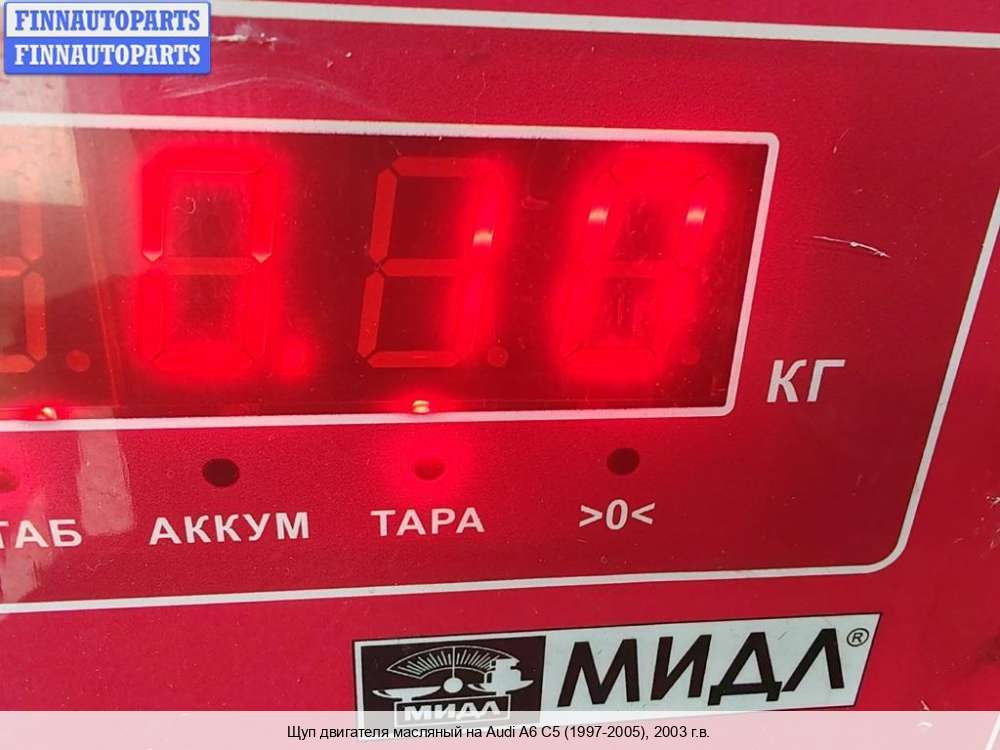 FINNAUTOPARTS
FINNAUTOPARTS
КГ
АККУМ
ТАРА
>0<
МИДЛ®
МИДЛ
Щуп двигателя масляный на Audi A6 C5 (1997-2005), 2003 г.в.